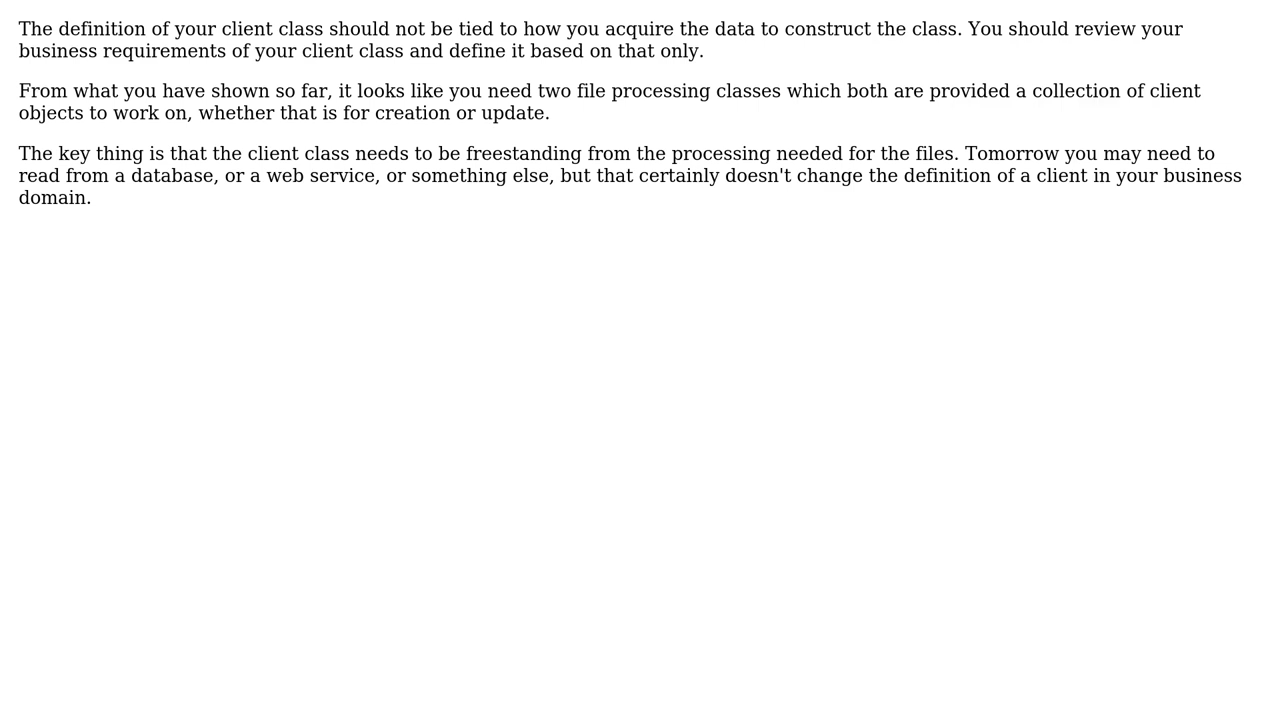 The definition of your client class should not be tied to how you acquire the data to construct the class. You should review your
business requirements of your client class and define it based on that only.
From what you have shown so far, it looks like you need two file processing classes which both are provided a collection of client
objects to work on, whether that is for creation or update.
The key thing is that the client class needs to be freestanding from the processing needed for the files. Tomorrow you may need to
read from a database, or a web service, or something else, but that certainly doesn't change the definition of a client in your business
domain.